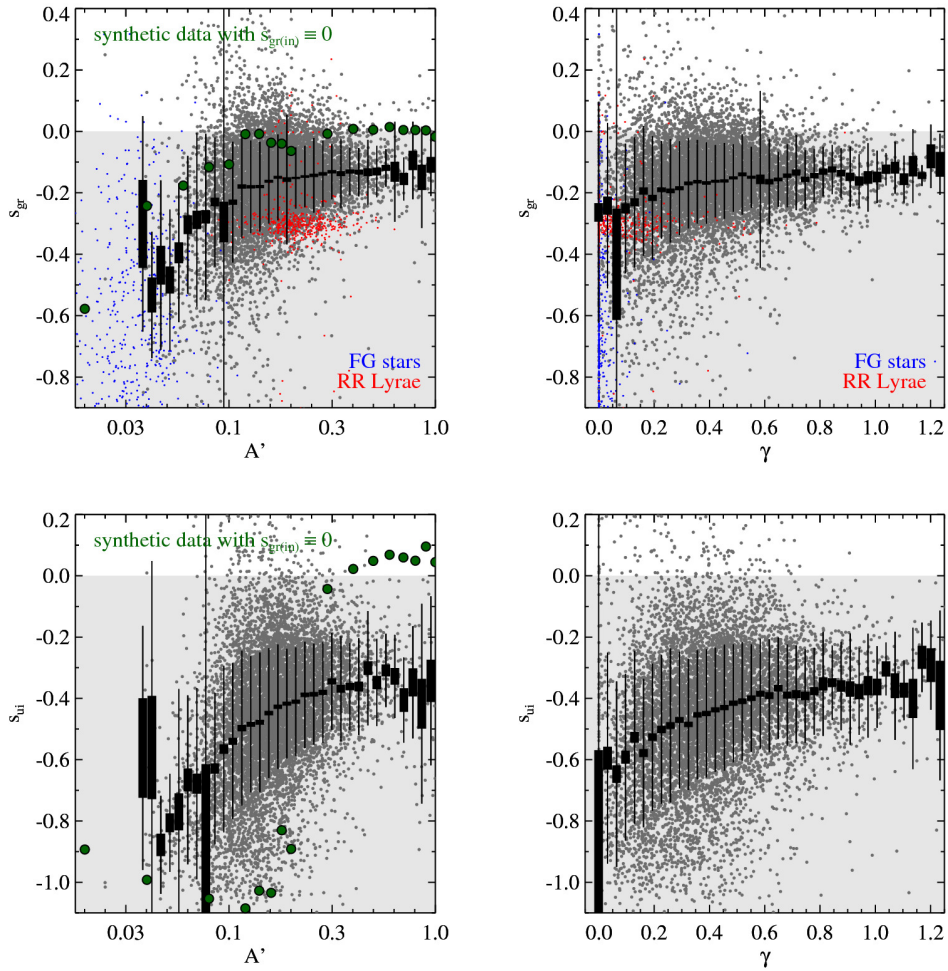 0.4
0.2
0.0
-0.2
-0.4
-0.6
-0.8
s_gr
synthetic data with s_gr(in) ≡ 0
FG stars
RR Lyrae
0.03 0.1 0.3 1.0
A’
0.4
0.2
0.0
-0.2
-0.4
-0.6
-0.8
s_gr
FG stars
RR Lyrae
0.0 0.2 0.4 0.6 0.8 1.0 1.2
γ
0.2
0.0
-0.2
-0.4
-0.6
-0.8
-1.0
s_ui
synthetic data with s_gr(in) ≡ 0
0.03 0.1 0.3 1.0
A’
0.2
0.0
-0.2
-0.4
-0.6
-0.8
-1.0
s_ui
0.0 0.2 0.4 0.6 0.8 1.0 1.2
γ